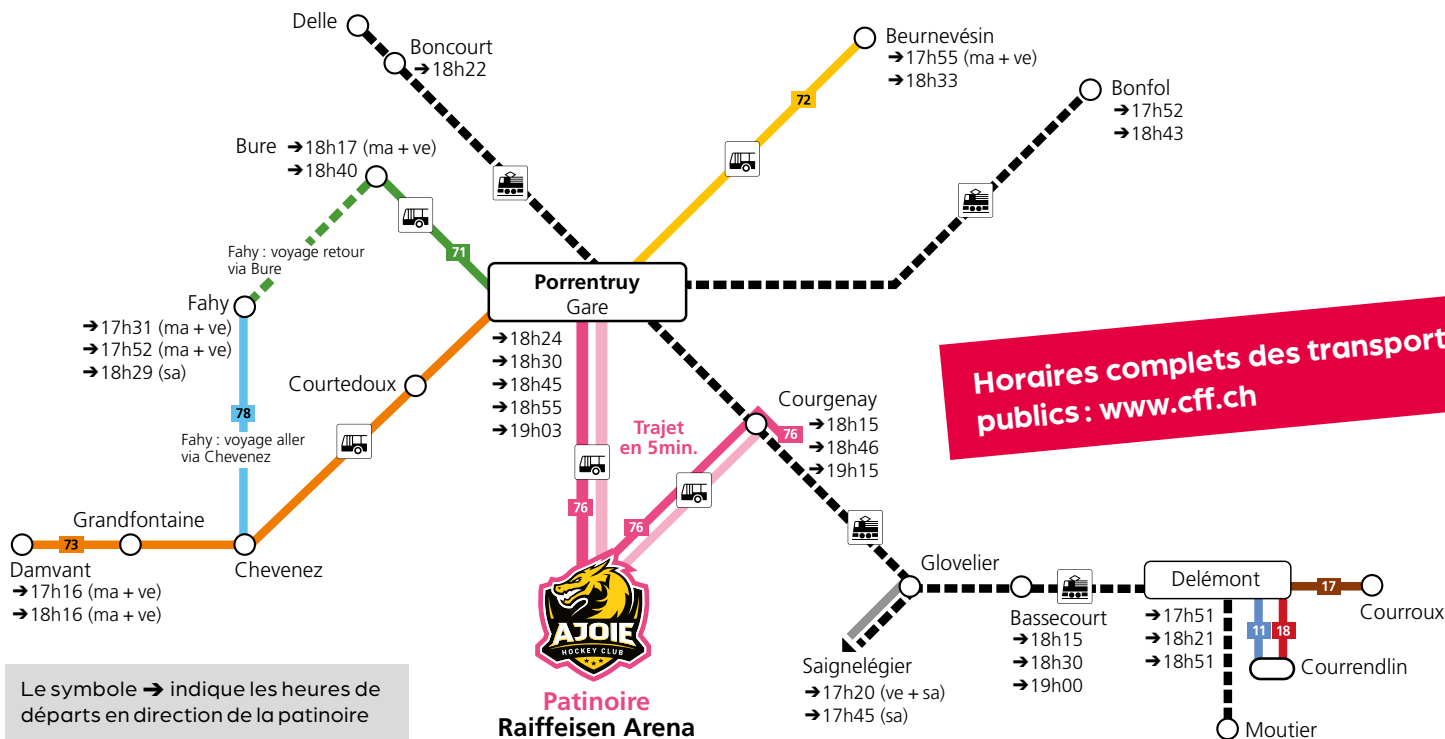 Delle
Boncourt
➔18h22
Beurnevésin
➔17h55 (ma + ve)
➔18h33
72
Bonfol
➔17h52
➔18h43
Bure ➔18h17 (ma + ve)
➔18h40
Fahy : voyage retour
via Bure
71
Porrentruy
Gare
➔18h24
➔18h30
➔18h45
➔18h55
➔19h03
Fahy
➔17h31 (ma + ve)
➔17h52 (ma + ve)
➔18h29 (sa)
Courtedoux
78
Fahy : voyage aller
via Chevenez
Horaires complets des transport
publics : www.cff.ch
Courgenay
76
➔18h15
➔18h46
➔19h15
Trajet
en 5min.
76
76
Grandfontaine
73
Damvant
➔17h16 (ma + ve)
➔18h16 (ma + ve)
Chevenez
AJOIE
HOCKEY CLUB
Patinoire
Raiffeisen Arena
Glovelier
Bassecourt
➔18h15
➔18h30
➔19h00
Delémont
➔17h51
➔18h21
➔18h51
17
Courroux
11
18
Courrendlin
Saignelégier
➔17h20 (ve + sa)
➔17h45 (sa)
Moutier
Le symbole ➔ indique les heures de
départs en direction de la patinoire